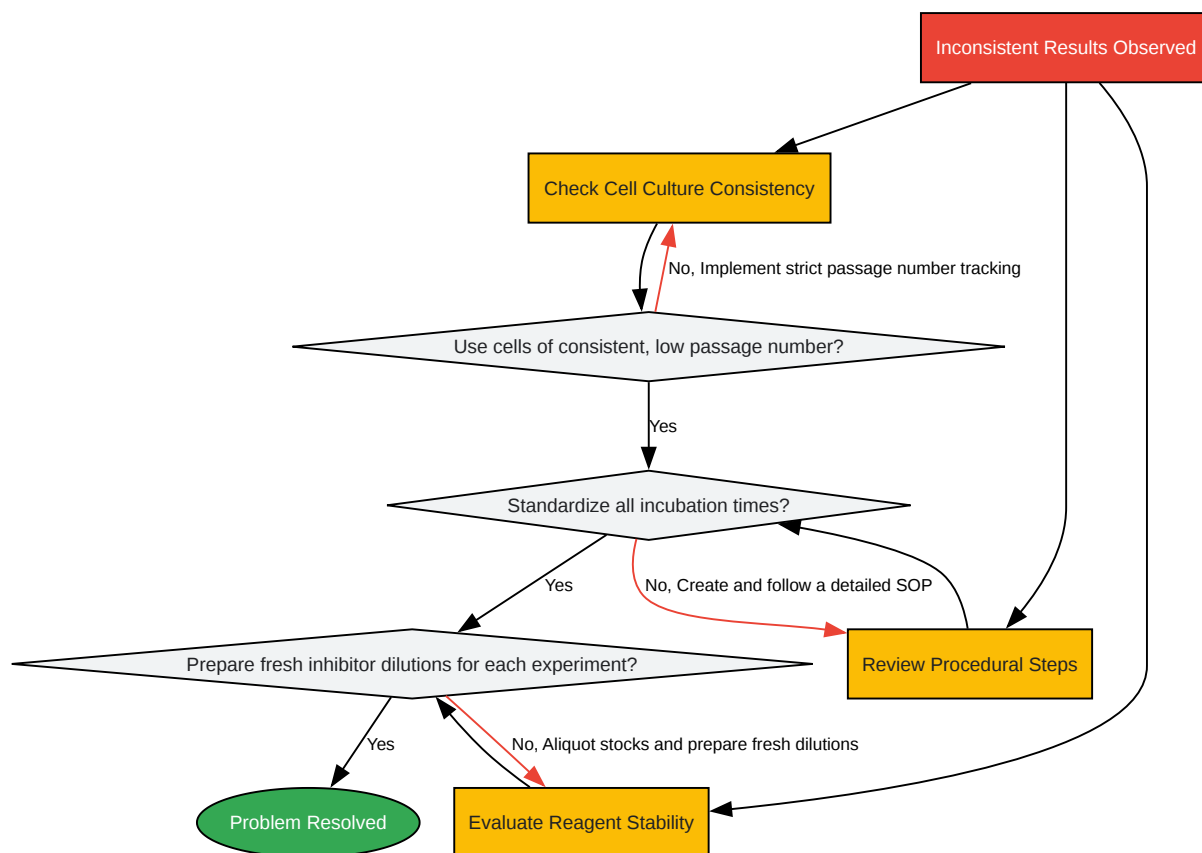 Inconsistent Results Observed
Check Cell Culture Consistency
No, Implement strict passage number tracking
Use cells of consistent, low passage number?
Yes
Standardize all incubation times?
Yes
No, Create and follow a detailed SOP
Prepare fresh inhibitor dilutions for each experiment?
Review Procedural Steps
Yes
No, Aliquot stocks and prepare fresh dilutions
Problem Resolved
Evaluate Reagent Stability